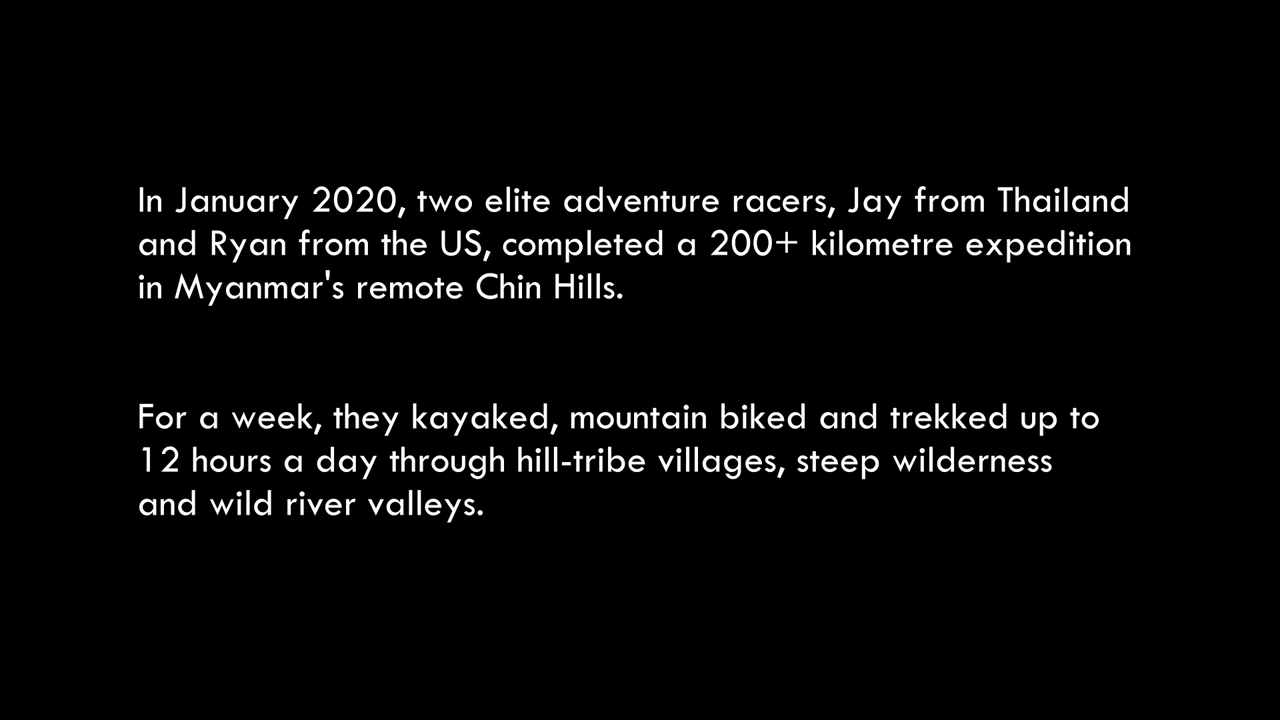 In January 2020, two elite adventure racers, Jay from Thailand
and Ryan from the US, completed a 200+ kilometre expedition
in Myanmar's remote Chin Hills.
For a week, they kayaked, mountain biked and trekked up to
12 hours a day through hill-tribe villages, steep wilderness
and wild river valleys.